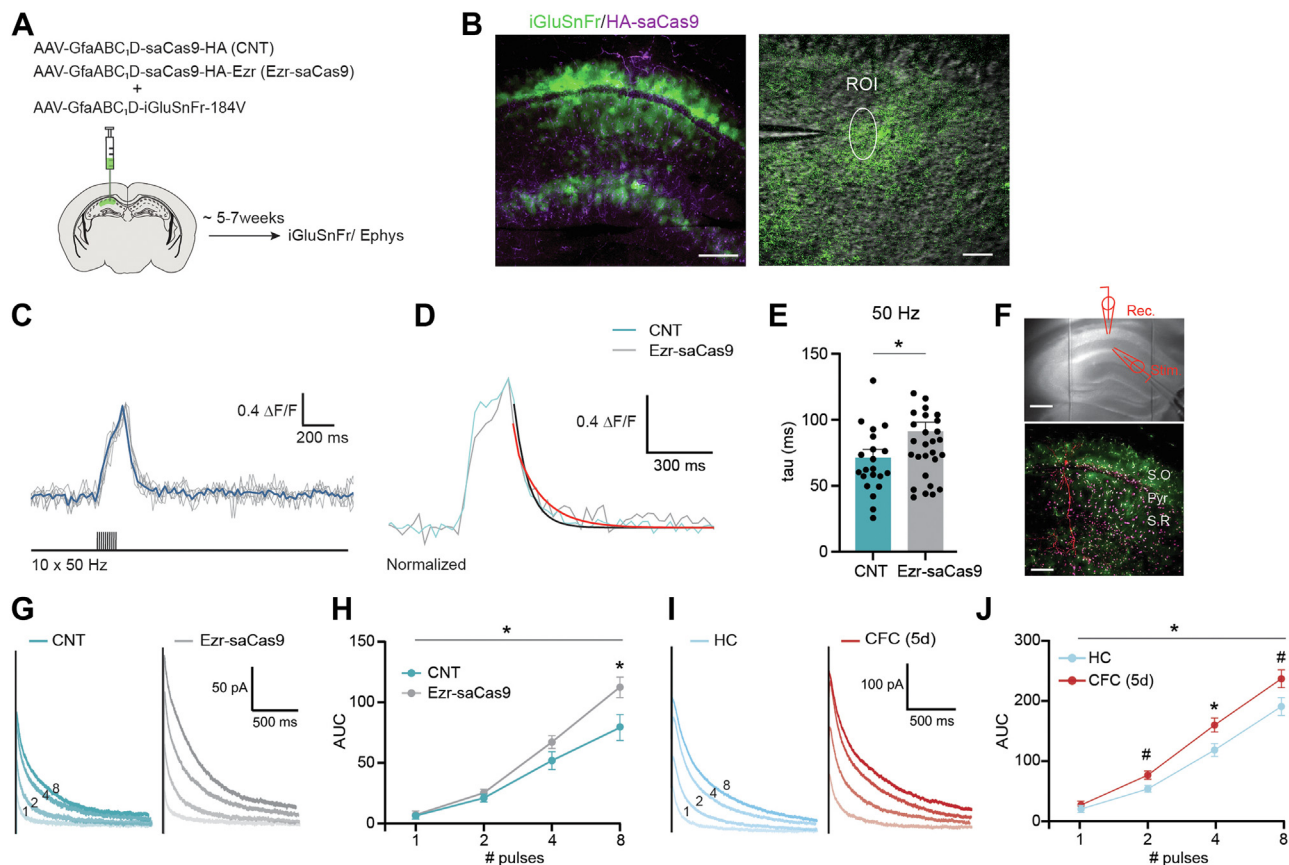 A
AAV-GfaABC₁D-saCas9-HA (CNT)
AAV-GfaABC₁D-saCas9-HA-Ezr (Ezr-saCas9)
+
AAV-GfaABC₁D-iGluSnFr-184V
~ 5-7weeks
iGluSnFr/ Ephys
B
iGluSnFr/HA-saCas9
ROI
C
0.4 ΔF/F
200 ms
10 x 50 Hz
D
CNT
Ezr-saCas9
0.4 ΔF/F
300 ms
Normalized
E
50 Hz
*
150
100
50
0
tau (ms)
CNT
Ezr-saCas9
F
Rec.
Stim.
S.O
Pyr
S.R
G
CNT
Ezr-saCas9
50 pA
500 ms
1
2
4
8
H
*
150
100
50
0
AUC
CNT
Ezr-saCas9
*
1
2
4
8
# pulses
I
HC
CFC (5d)
100 pA
500 ms
1
2
4
8
J
*
300
200
100
0
AUC
HC
CFC (5d)
#
*
#
1
2
4
8
# pulses